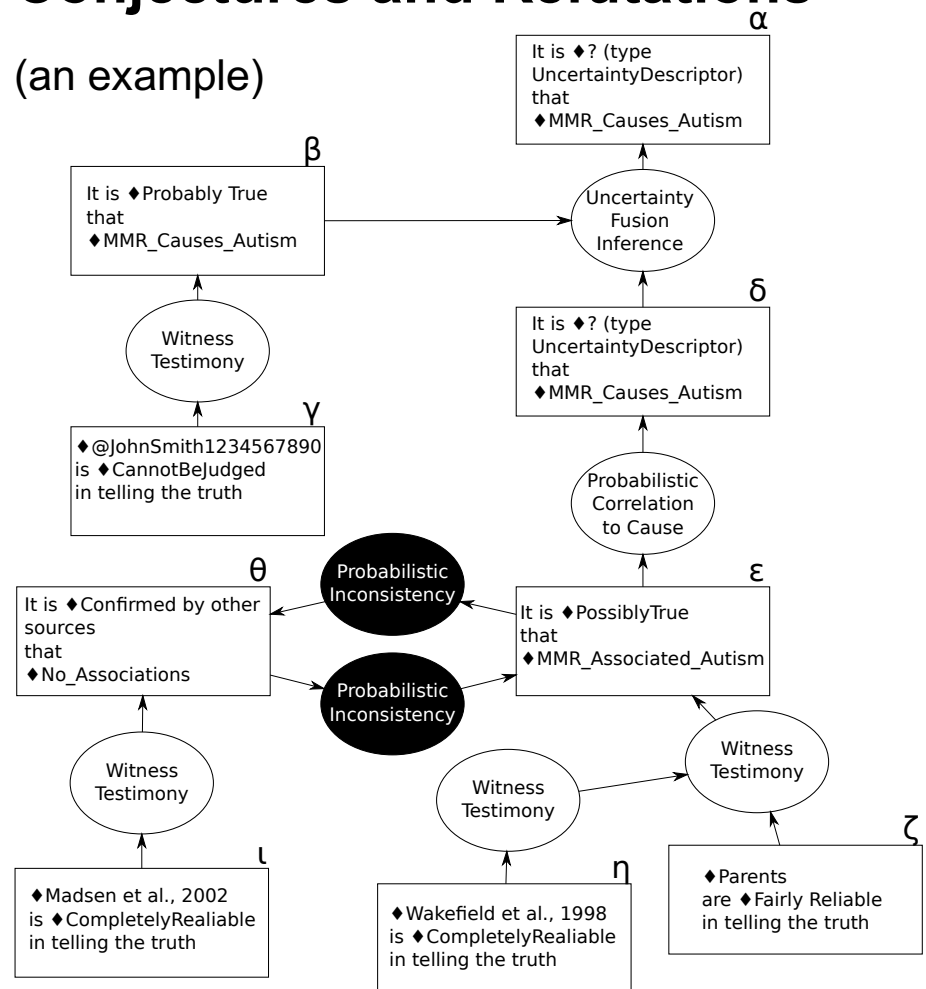 Conjectures and Refutations
(an example)
α
It is ♦? (type
UncertaintyDescriptor)
that
♦MMR_Causes_Autism
β
It is ♦Probably True
that
♦MMR_Causes_Autism
Uncertainty
Fusion
Inference
δ
It is ♦? (type
UncertaintyDescriptor)
that
♦MMR_Causes_Autism
Witness
Testimony
γ
♦@JohnSmith1234567890
is ♦CannotBeJudged
in telling the truth
Probabilistic
Correlation
to Cause
θ
It is ♦Confirmed by other
sources
that
♦No_Associations
Probabilistic
Inconsistency
Probabilistic
Inconsistency
ε
It is ♦PossiblyTrue
that
♦MMR_Associated_Autism
Witness
Testimony
Witness
Testimony
Witness
Testimony
ι
♦Madsen et al., 2002
is ♦CompletelyRealiable
in telling the truth
η
♦Wakefield et al., 1998
is ♦CompletelyRealiable
in telling the truth
ζ
♦Parents
are ♦Fairly Reliable
in telling the truth